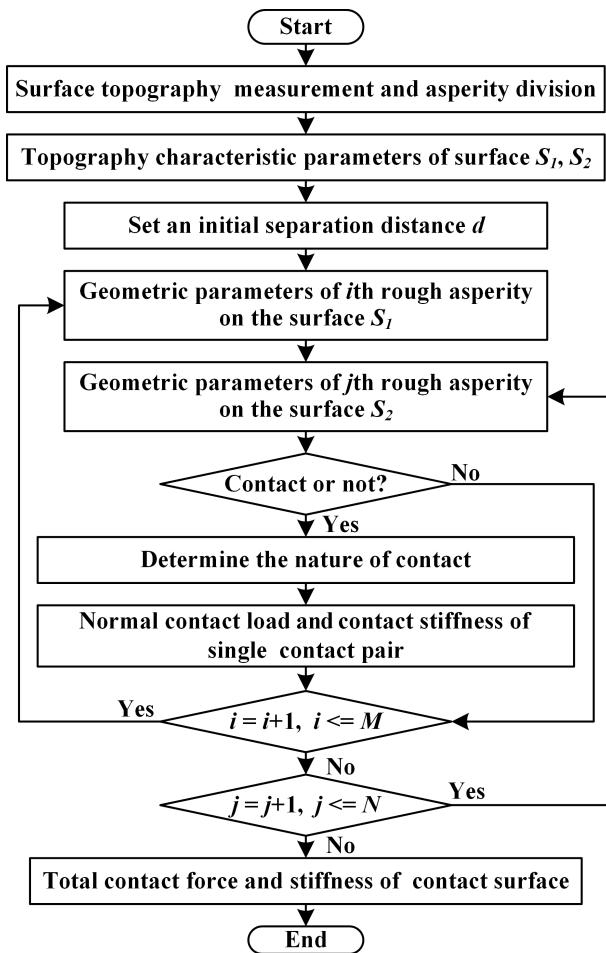 Start
Surface topography measurement and asperity division
Topography characteristic parameters of surface S1, S2
Set an initial separation distance d
Geometric parameters of ith rough asperity
on the surface S1
Geometric parameters of jth rough asperity
on the surface S2
Contact or not?
No
Yes
Determine the nature of contact
Normal contact load and contact stiffness of
single contact pair
Yes
i = i+1, i <= M
No
j = j+1, j <= N
Yes
No
Total contact force and stiffness of contact surface
End